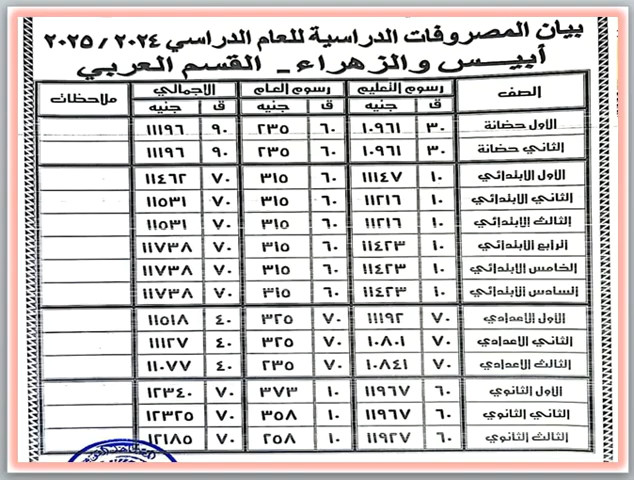 بيان المصروفات الدراسية للعام الدراسي ٢٠٢٤ / ٢٠٢٥
أبيس والزهراء - القسم العربي
الصف رسوم التعليم رسوم العام الاجمالي ملاحظات
ق جنيه ق جنيه ق جنيه
الاول حضانة ٣٠ ١٠٩٦١ ٦٠ ٢٣٥ ٩٠ ١١١٩٦
الثاني حضانة ٣٠ ١٠٩٦١ ٦٠ ٢٣٥ ٩٠ ١١١٩٦
الاول الابتدائي ١٠ ١١١٤٧ ٦٠ ٣١٥ ٧٠ ١١٤٦٢
الثاني الابتدائي ١٠ ١١٢١٦ ٦٠ ٣١٥ ٧٠ ١١٥٣١
الثالث الابتدائي ١٠ ١١٢١٦ ٦٠ ٣١٥ ٧٠ ١١٥٣١
الرابع الابتدائي ١٠ ١١٤٢٣ ٦٠ ٣١٥ ٧٠ ١١٧٣٨
الخامس الابتدائي ١٠ ١١٤٢٣ ٦٠ ٣١٥ ٧٠ ١١٧٣٨
السادس الابتدائي ١٠ ١١٤٢٣ ٦٠ ٣١٥ ٧٠ ١١٧٣٨
الاول الاعدادي ٧٠ ١١١٩٢ ٧٠ ٣٢٥ ٤٠ ١١٥١٨
الثاني الاعدادي ٧٠ ١٠٨٠١ ٧٠ ٣٢٥ ٤٠ ١١١٢٧
الثالث الاعدادي ٧٠ ١٠٨٤١ ٧٠ ٢٣٥ ٤٠ ١١٠٧٧
الاول الثانوي ٦٠ ١١٩٦٧ ١٠ ٣٧٣ ٧٠ ١٢٣٤٠
الثاني الثانوي ٦٠ ١١٩٦٧ ١٠ ٣٥٨ ٧٠ ١٢٣٢٥
الثالث الثانوي ٦٠ ١١٩٢٧ ١٠ ٢٥٨ ٧٠ ١٢١٨٥